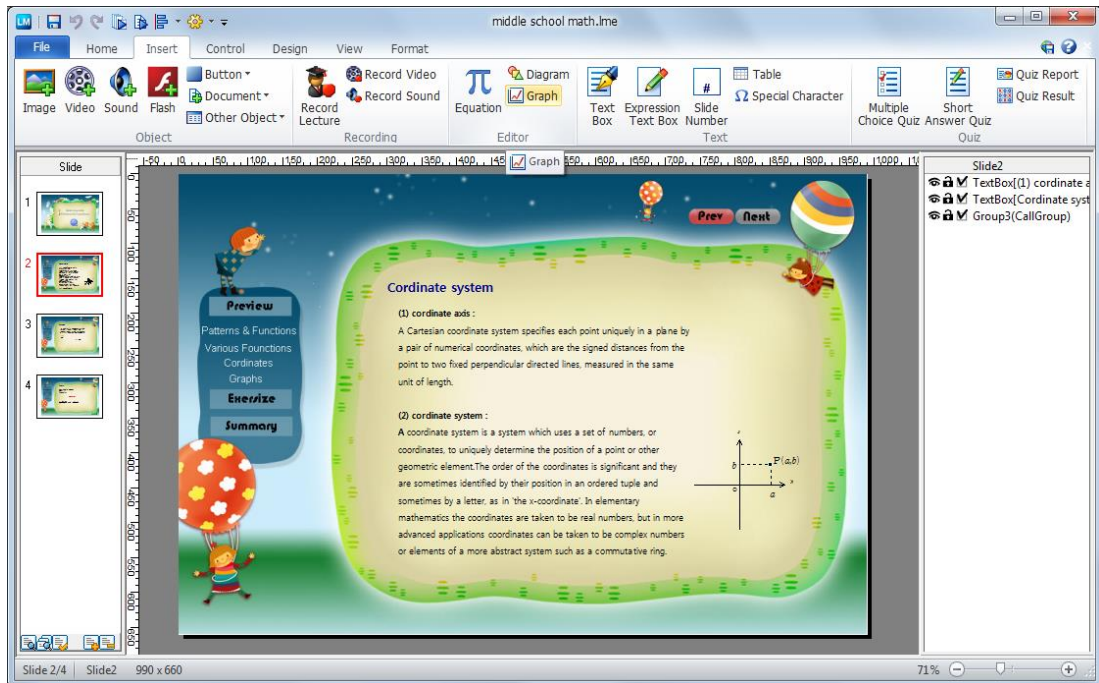 LM
middle school math.lme
File Home Insert Control Design View Format
Image Video Sound Flash
Button
Document
Other Object
Object
Record Lecture
Record Video
Record Sound
Recording
π
Equation
Diagram
Graph
Editor
Text Box
Expression Text Box
#
Slide Number
Table
Ω Special Character
Text
Multiple Choice Quiz
Short Answer Quiz
Quiz Report
Quiz Result
Quiz
Graph
Slide
1
2
3
4
Prev Next
Preview
Patterns & Functions
Various Founctions
Cordinates
Graphs
Exersize
Summary
Cordinate system
(1) cordinate axis :
A Cartesian coordinate system specifies each point uniquely in a plane by
a pair of numerical coordinates, which are the signed distances from the
point to two fixed perpendicular directed lines, measured in the same
unit of length.
(2) cordinate system :
A coordinate system is a system which uses a set of numbers, or
coordinates, to uniquely determine the position of a point or other
geometric element.The order of the coordinates is significant and they
are sometimes identified by their position in an ordered tuple and
sometimes by a letter, as in 'the x-coordinate'. In elementary
mathematics the coordinates are taken to be real numbers, but in more
advanced applications coordinates can be taken to be complex numbers
or elements of a more abstract system such as a commutative ring.
P(a,b)
b
o
a
Slide2
TextBox[(1) cordinate a
TextBox[Cordinate syst
Group3(CallGroup)
Slide 2/4 Slide2 990 x 660
71%